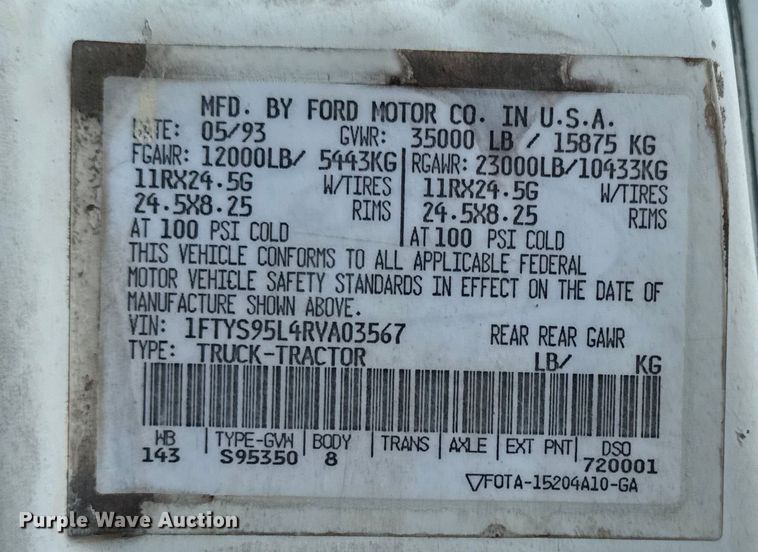 MFD. BY FORD MOTOR CO. IN U.S.A.
DATE: 05/93 GVWR: 35000 LB / 15875 KG
FGAWR: 12000LB/ 5443KG RGAWR: 23000LB/10433KG
11RX24.5G W/TIRES 11RX24.5G W/TIRES
24.5X8.25 RIMS 24.5X8.25 RIMS
AT 100 PSI COLD AT 100 PSI COLD
THIS VEHICLE CONFORMS TO ALL APPLICABLE FEDERAL
MOTOR VEHICLE SAFETY STANDARDS IN EFFECT ON THE DATE OF
MANUFACTURE SHOWN ABOVE.
VIN: 1FTYS95L4RVA03567 REAR REAR GAWR
TYPE: TRUCK-TRACTOR LB/ KG
WB TYPE-GVW BODY TRANS AXLE EXT PNT DSO
143 S95350 8 720001
▽FOTA-15204A10-GA
Purple Wave Auction